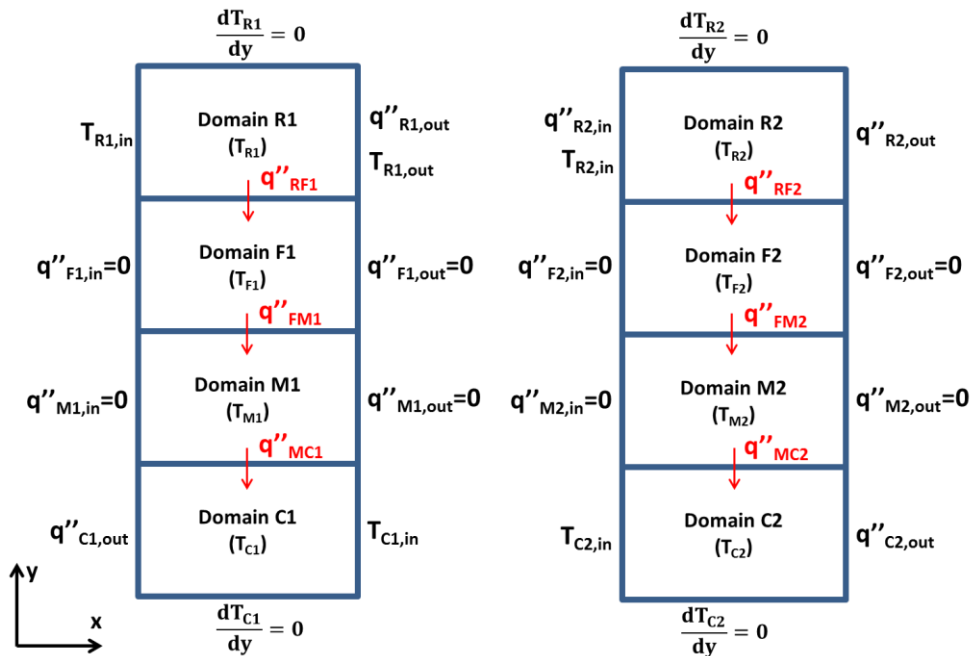 dT_R1/dy = 0
T_R1,in
Domain R1
(T_R1)
q''_R1,out
T_R1,out
q''_RF1
q''_F1,in=0
Domain F1
(T_F1)
q''_F1,out=0
q''_FM1
q''_M1,in=0
Domain M1
(T_M1)
q''_M1,out=0
q''_MC1
q''_C1,out
Domain C1
(T_C1)
T_C1,in
dT_C1/dy = 0
y
x
dT_R2/dy = 0
q''_R2,in
T_R2,in
Domain R2
(T_R2)
q''_R2,out
q''_RF2
q''_F2,in=0
Domain F2
(T_F2)
q''_F2,out=0
q''_FM2
q''_M2,in=0
Domain M2
(T_M2)
q''_M2,out=0
q''_MC2
T_C2,in
Domain C2
(T_C2)
q''_C2,out
dT_C2/dy = 0